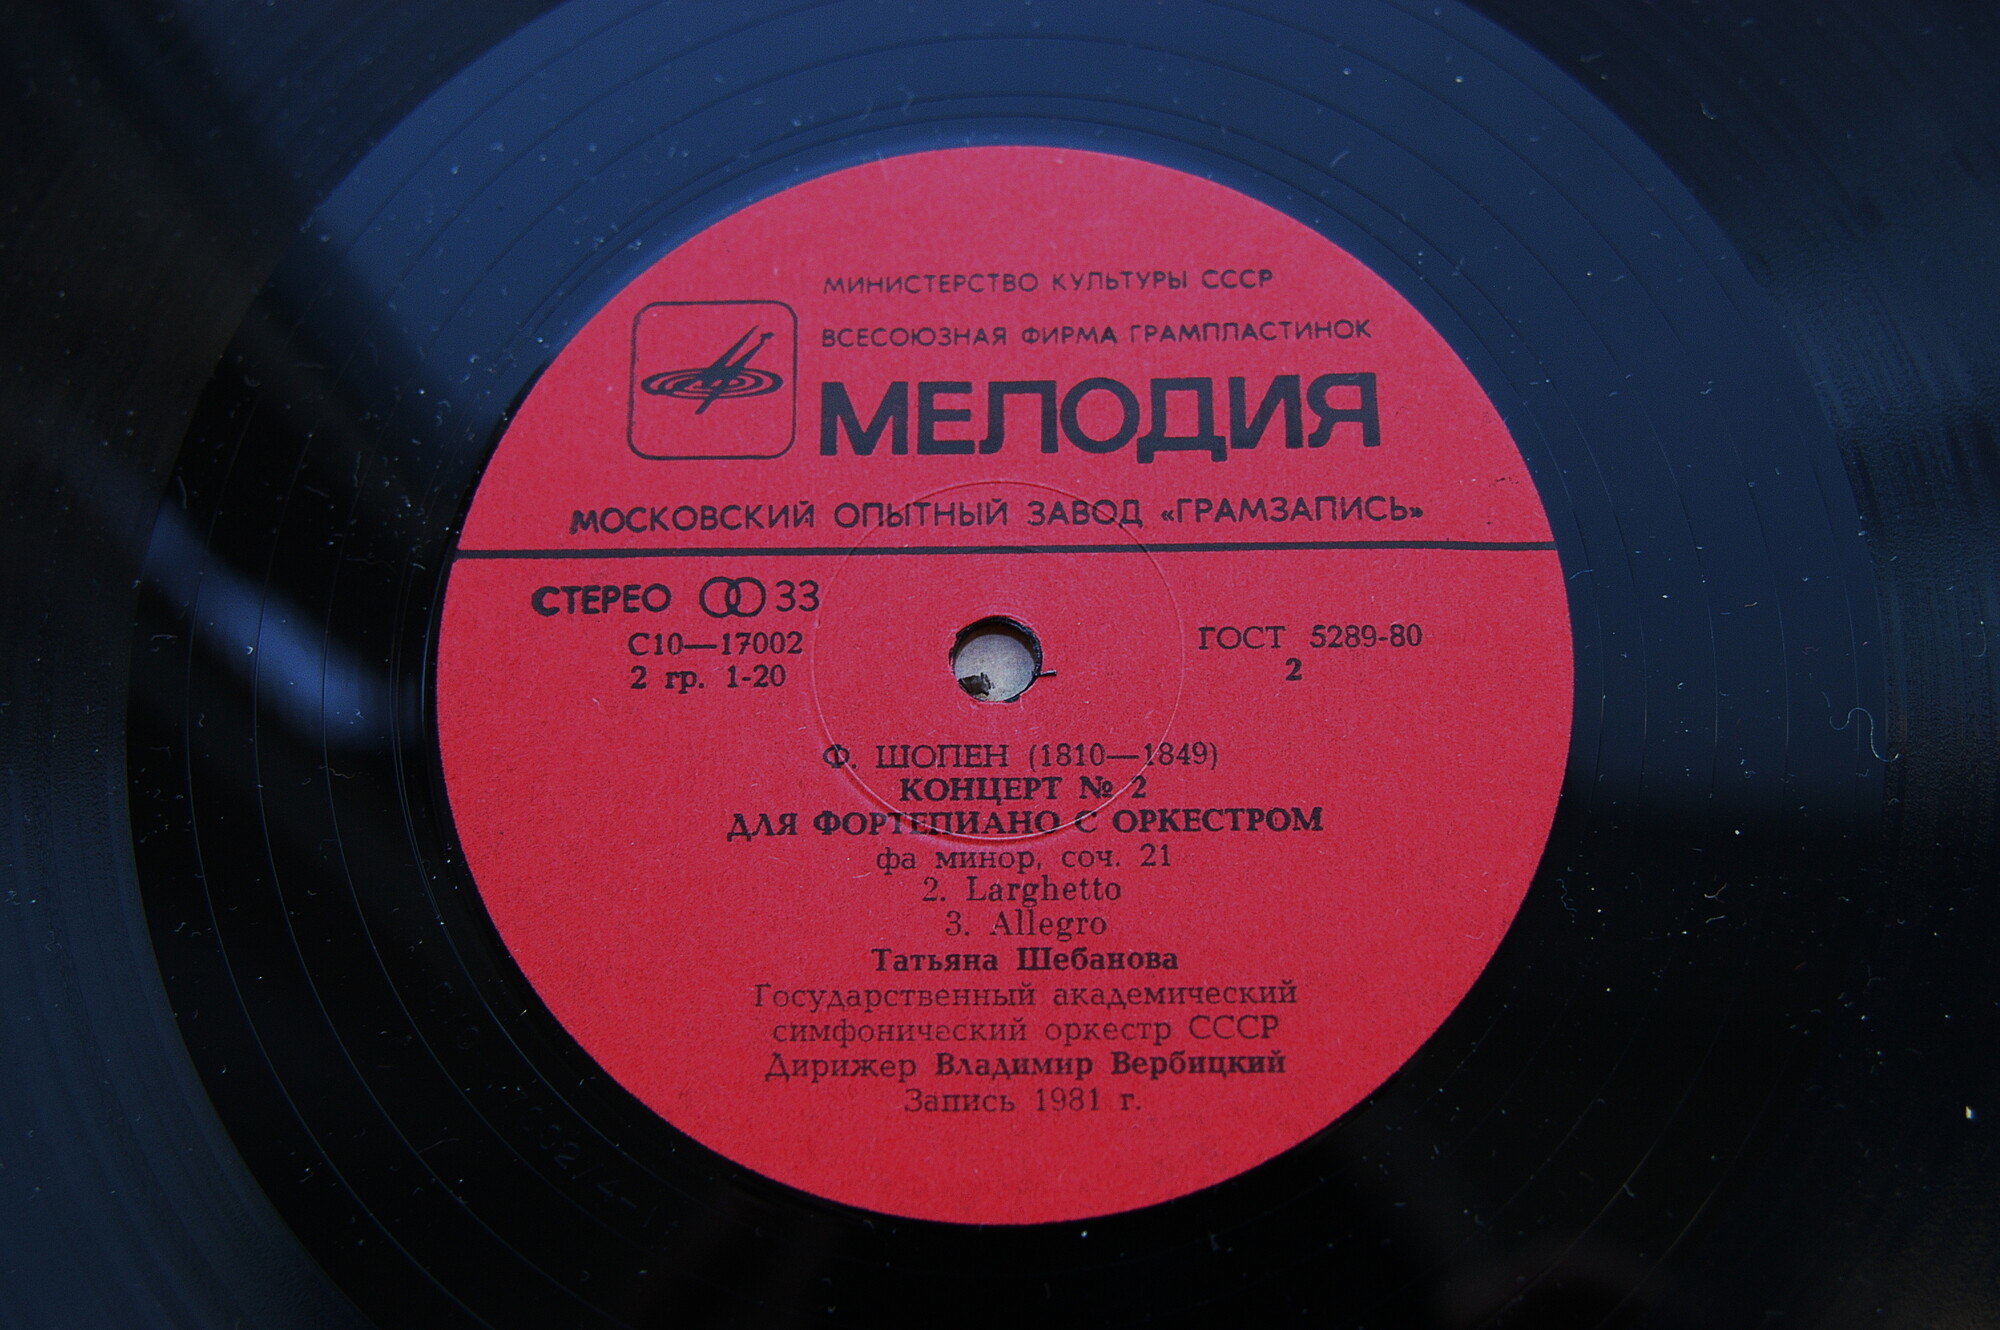 МИНИСТЕРСТВО КУЛЬТУРЫ СССР
ВСЕСОЮЗНАЯ ФИРМА ГРАМПЛАСТИНОК
МЕЛОДИЯ
МОСКОВСКИЙ ОПЫТНЫЙ ЗАВОД «ГРАМЗАПИСЬ»
СТЕРЕО 33
С10—17002
2 гр. 1-20
ГОСТ 5289-80
2
Ф. ШОПЕН (1810—1849)
КОНЦЕРТ № 2
ДЛЯ ФОРТЕПИАНО С ОРКЕСТРОМ
фа минор, соч. 21
2. Larghetto
3. Allegro
Татьяна Шебанова
Государственный академический
симфонический оркестр СССР
Дирижер Владимир Вербицкий
Запись 1981 г.